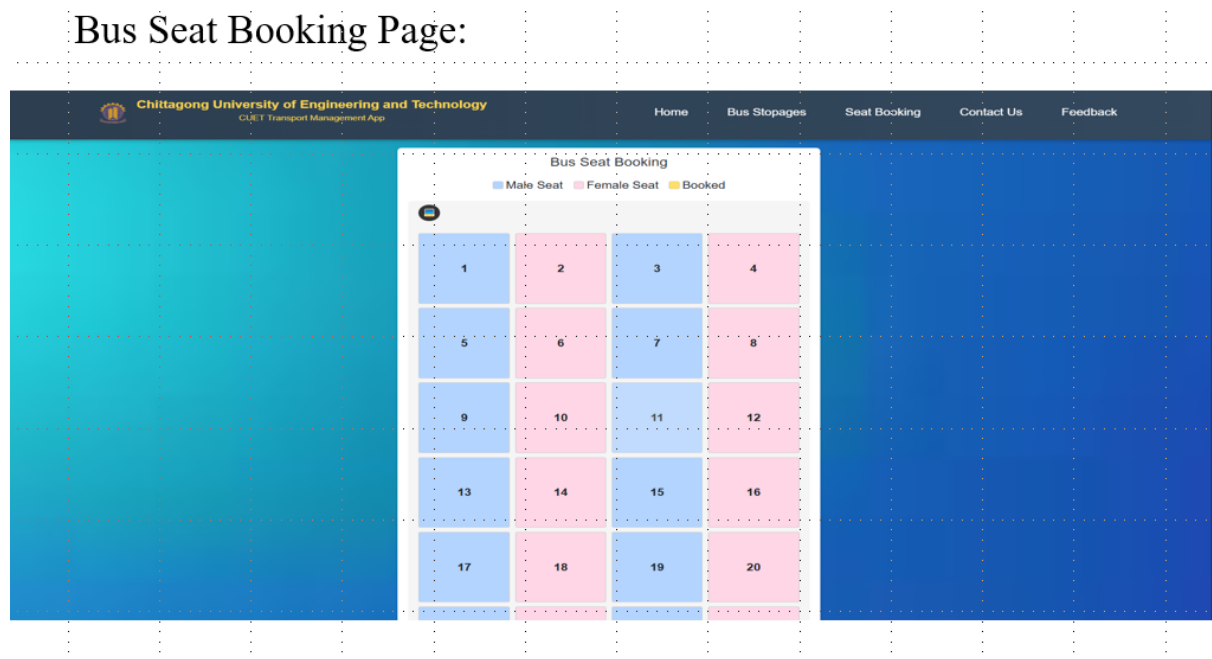 Bus Seat Booking Page:
Chittagong University of Engineering and Technology
CUET Transport Management App
Home Bus Stopages Seat Booking Contact Us Feedback
Bus Seat Booking
Male Seat Female Seat Booked
1 2 3 4
5 6 7 8
9 10 11 12
13 14 15 16
17 18 19 20